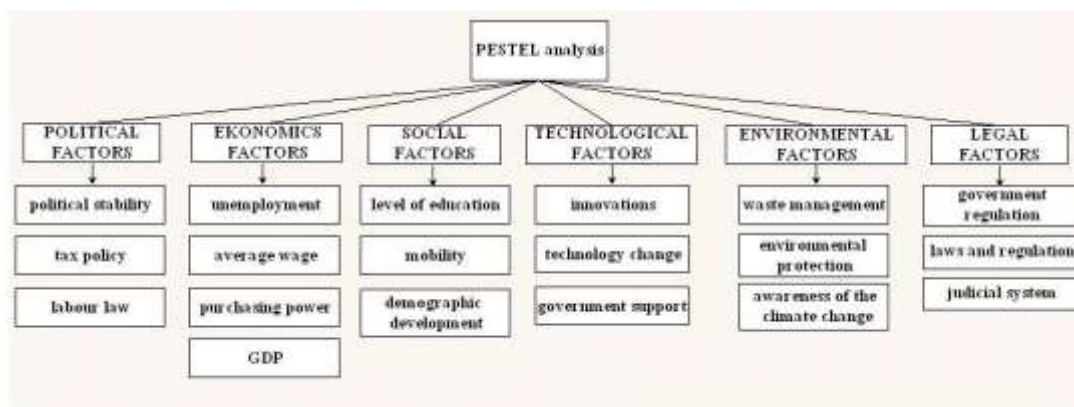 PESTEL analysis
POLITICAL
FACTORS
EKONOMICS
FACTORS
SOCIAL
FACTORS
TECHNOLOGICAL
FACTORS
ENVIRONMENTAL
FACTORS
LEGAL
FACTORS
political stability
tax policy
labour law
unemployment
average wage
purchasing power
GDP
level of education
mobility
demographic
development
innovations
technology change
government support
waste management
environmental
protection
awareness of the
climate change
government
regulation
laws and regulation
judicial system